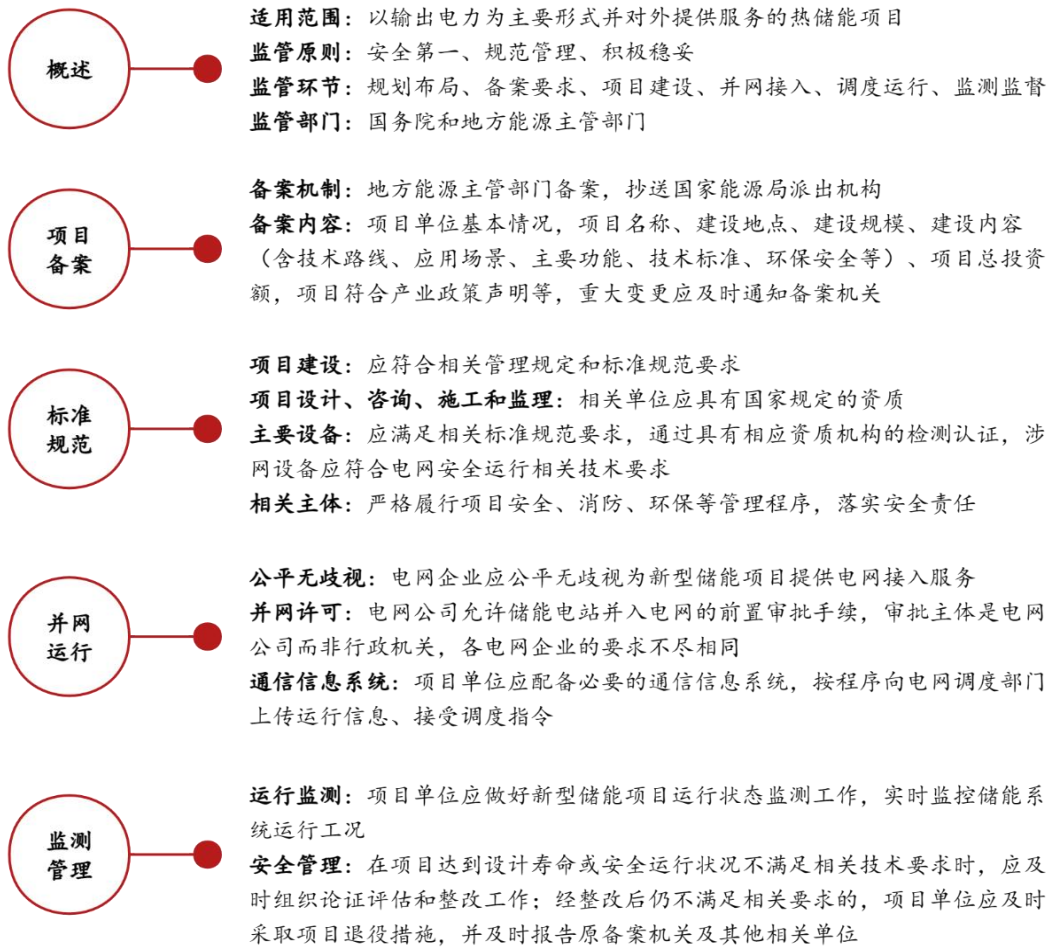 概述
适用范围：以输出电力为主要形式并对外提供服务的热储能项目
监管原则：安全第一、规范管理、积极稳妥
监管环节：规划布局、备案要求、项目建设、并网接入、调度运行、监测监督
监管部门：国务院和地方能源主管部门
项目
备案
备案机制：地方能源主管部门备案，抄送国家能源局派出机构
备案内容：项目单位基本情况，项目名称、建设地点、建设规模、建设内容
（含技术路线、应用场景、主要功能、技术标准、环保安全等）、项目总投资
额，项目符合产业政策声明等，重大变更应及时通知备案机关
标准
规范
项目建设：应符合相关管理规定和标准规范要求
项目设计、咨询、施工和监理：相关单位应具有国家规定的资质
主要设备：应满足相关标准规范要求，通过具有相应资质机构的检测认证，涉
网设备应符合电网安全运行相关技术要求
相关主体：严格履行项目安全、消防、环保等管理程序，落实安全责任
并网
运行
公平无歧视：电网企业应公平无歧视为新型储能项目提供电网接入服务
并网许可：电网公司允许储能电站并入电网的前置审批手续，审批主体是电网
公司而非行政机关，各电网企业的要求不尽相同
通信信息系统：项目单位应配备必要的通信信息系统，按程序向电网调度部门
上传运行信息、接受调度指令
监测
管理
运行监测：项目单位应做好新型储能项目运行状态监测工作，实时监控储能系
统运行工况
安全管理：在项目达到设计寿命或安全运行状况不满足相关技术要求时，应及
时组织论证评估和整改工作；经整改后仍不满足相关要求的，项目单位应及时
采取项目退役措施，并及时报告原备案机关及其他相关单位